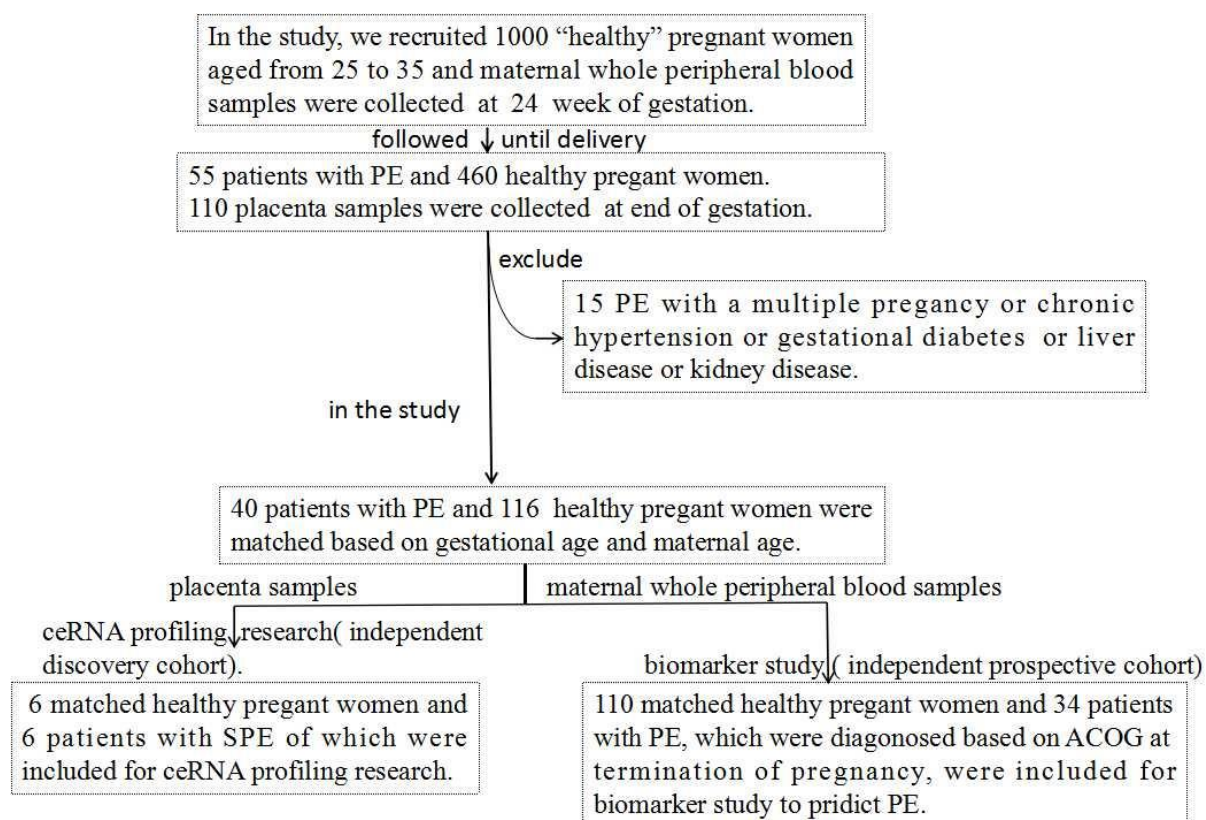 In the study, we recruited 1000 “healthy” pregnant women
aged from 25 to 35 and maternal whole peripheral blood
samples were collected at 24 week of gestation.
followed until delivery
55 patients with PE and 460 healthy pregant women.
110 placenta samples were collected at end of gestation.
exclude
15 PE with a multiple pregancy or chronic
hypertension or gestational diabetes or liver
disease or kidney disease.
in the study
40 patients with PE and 116 healthy pregant women were
matched based on gestational age and maternal age.
placenta samples
maternal whole peripheral blood samples
ceRNA profiling research( independent
discovery cohort).
biomarker study ( independent prospective cohort)
6 matched healthy pregant women and
6 patients with SPE of which were
included for ceRNA profiling research.
110 matched healthy pregant women and 34 patients
with PE, which were diagonosed based on ACOG at
termination of pregnancy, were included for
biomarker study to pridict PE.